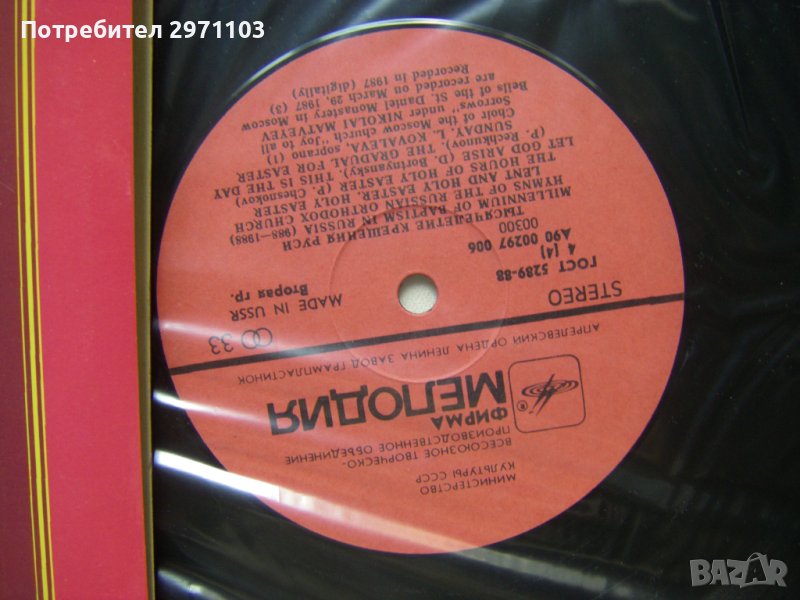 Потребител 2971103
МИНИСТЕРСТВО
КУЛЬТУРЫ СССР
ВСЕСОЮЗНОЕ ТВОРЧЕСКО-
ПРОИЗВОДСТВЕННОЕ ОБЪЕДИНЕНИЕ
ФИРМА
МЕЛОДИЯ
®
АПРЕЛЕВСКИЙ ОРДЕНА ЛЕНИНА ЗАВОД ГРАМПЛАСТИНОК
STEREO
33
ГОСТ 5289-88
MADE IN USSR
4 [4]
Вторая гр.
А90 00297 006
00300
ТЫСЯЧЕЛЕТИЕ КРЕЩЕНИЯ РУСИ
MILLENNIUM OF BAPTISM IN RUSSIA (988—1988)
HYMNS OF THE RUSSIAN ORTHODOX CHURCH
LENT AND HOLY EASTER. HOLY EASTER
THE HOURS OF HOLY EASTER (P. Chesnokov)
LET GOD ARISE (D. Bortnyansky). THIS IS THE DAY
(P. Rechkunov). THE GRADUAL FOR EASTER
SUNDAY. L. KOVALEVA, soprano (1)
Choir of the Moscow church "Joy to all
Sorrows" under NIKOLAI MATVEYEV
Bells of the St. Daniel Monastery in Moscow
are recorded on March 29, 1987 (3)
Recorded in 1987 (digitally)
BAZAR
bg